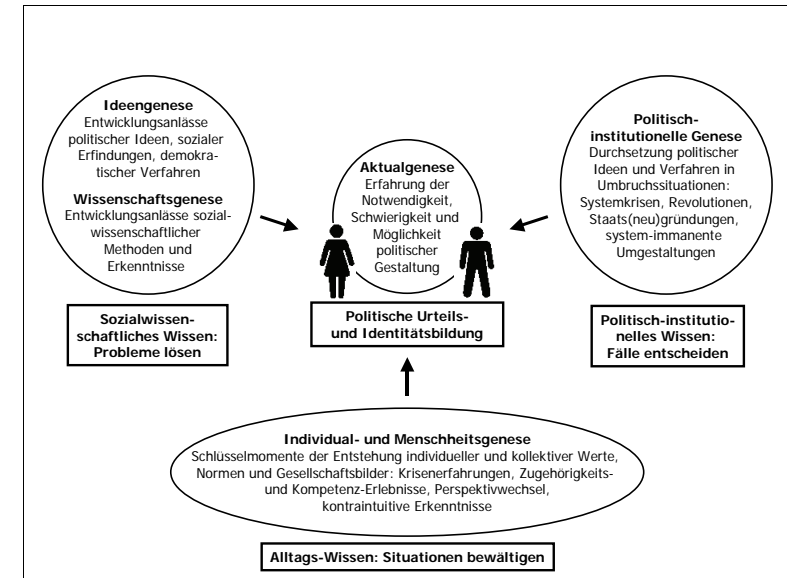 Ideengenese
Entwicklungsanlässe
politischer Ideen, sozialer
Erfindungen, demokra-
tischer Verfahren
Wissenschaftsgenese
Entwicklungsanlässe sozial-
wissenschaftlicher
Methoden und
Erkenntnisse
Sozialwissen-
schaftliches Wissen:
Probleme lösen
Aktualgenese
Erfahrung der
Notwendigkeit,
Schwierigkeit und
Möglichkeit
politischer
Gestaltung
Politische Urteils-
und Identitätsbildung
Politisch-
institutionelle Genese
Durchsetzung politischer
Ideen und Verfahren in
Umbruchssituationen:
Systemkrisen, Revolutionen,
Staats(neu)gründungen,
system-immanente
Umgestaltungen
Politisch-institutio-
nelles Wissen:
Fälle entscheiden
Individual- und Menschheitsgenese
Schlüsselmomente der Entstehung individueller und kollektiver Werte,
Normen und Gesellschaftsbilder: Krisenerfahrungen, Zugehörigkeits-
und Kompetenz-Erlebnisse, Perspektivwechsel,
kontraintuitive Erkenntnisse
Alltags-Wissen: Situationen bewältigen